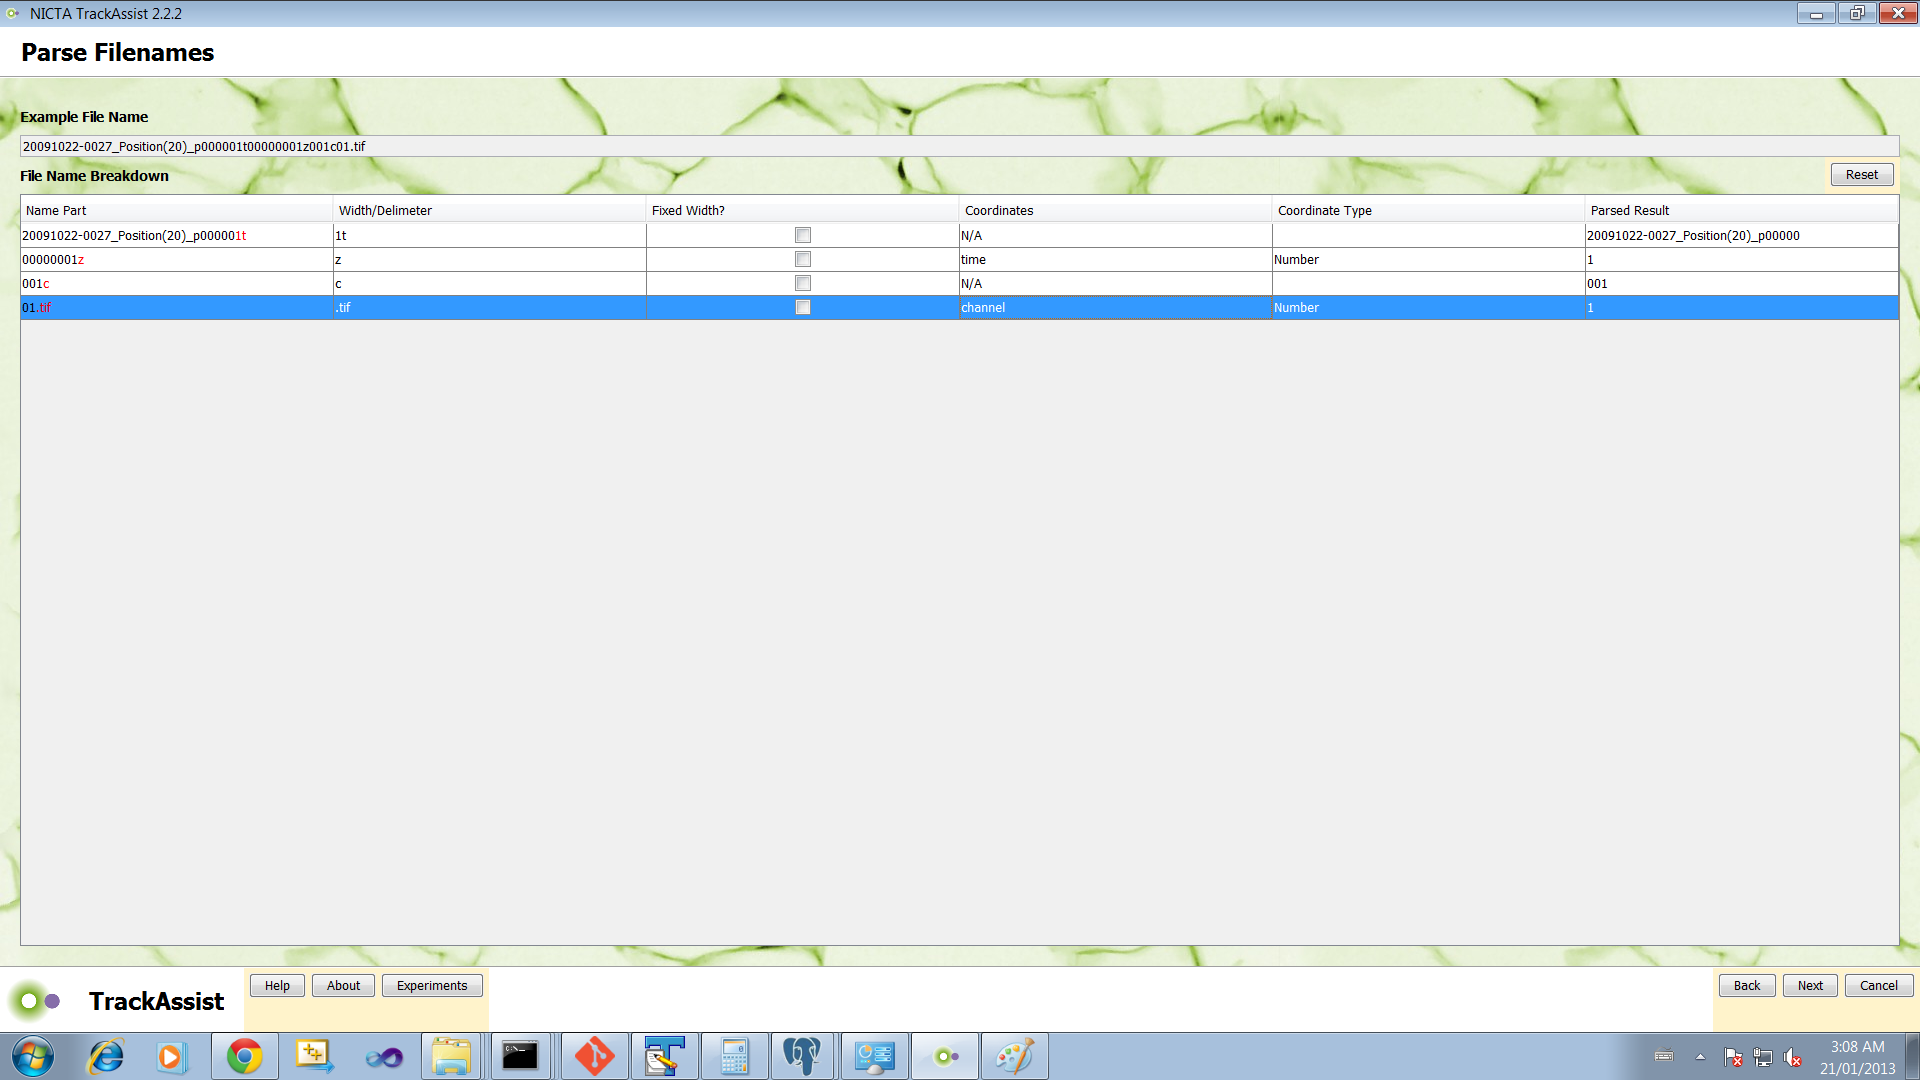 NICTA TrackAssist 2.2.2
Parse Filenames
Example File Name
20091022-0027_Position(20)_p000001t00000001z001c01.tif
File Name Breakdown
Reset
Name Part Width/Delimeter Fixed Width? Coordinates Coordinate Type Parsed Result
20091022-0027_Position(20)_p000001t 1t N/A 20091022-0027_Position(20)_p00000
00000001z z time Number 1
001c c N/A 001
01.tif .tif channel Number 1
TrackAssist
Help About Experiments
Back Next Cancel
C:\_
3:08 AM
21/01/2013